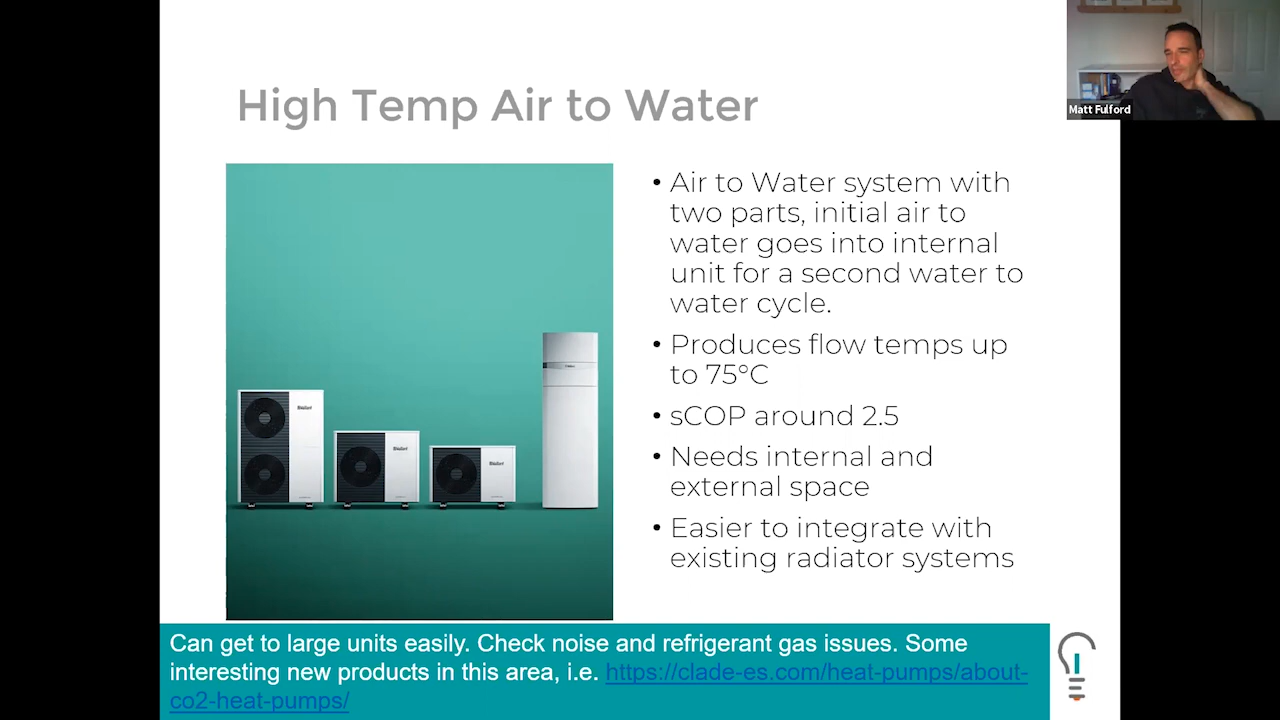 Matt Fulford
High Temp Air to Water
• Air to Water system with
two parts, initial air to
water goes into internal
unit for a second water to
water cycle.
• Produces flow temps up
to 75°C
• sCOP around 2.5
• Needs internal and
external space
• Easier to integrate with
existing radiator systems
Vaillant
Vaillant
Vaillant
Can get to large units easily. Check noise and refrigerant gas issues. Some
interesting new products in this area, i.e. https://clade-es.com/heat-pumps/about-
co2-heat-pumps/